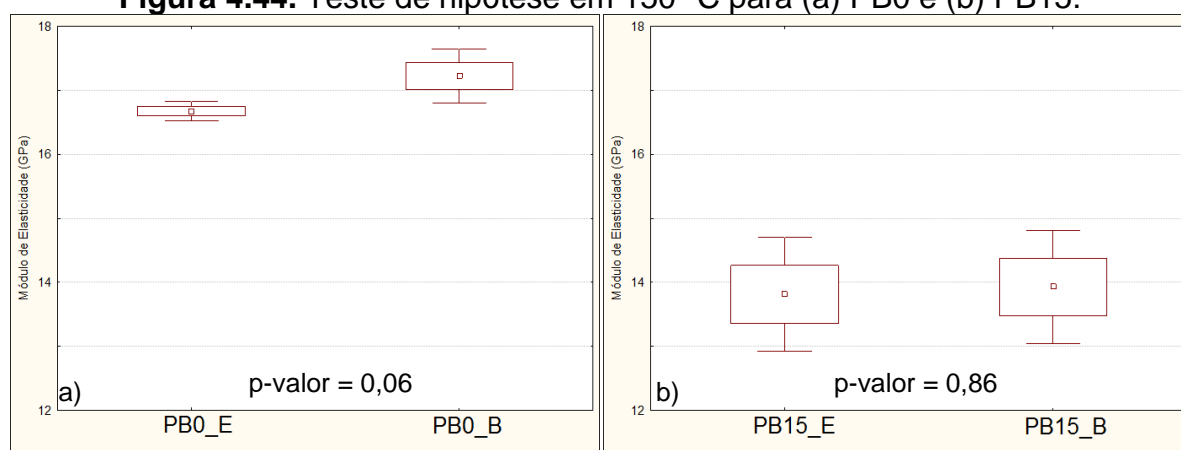 Figura 4.44. Teste de hipótese em 150 °C para (a) PB0 e (b) PB15.
18
16
14
12
Módulo de Elasticidade (GPa)
a)
p-valor = 0,06
PB0_E
PB0_B
18
16
14
12
Módulo de Elasticidade (GPa)
b)
p-valor = 0,86
PB15_E
PB15_B